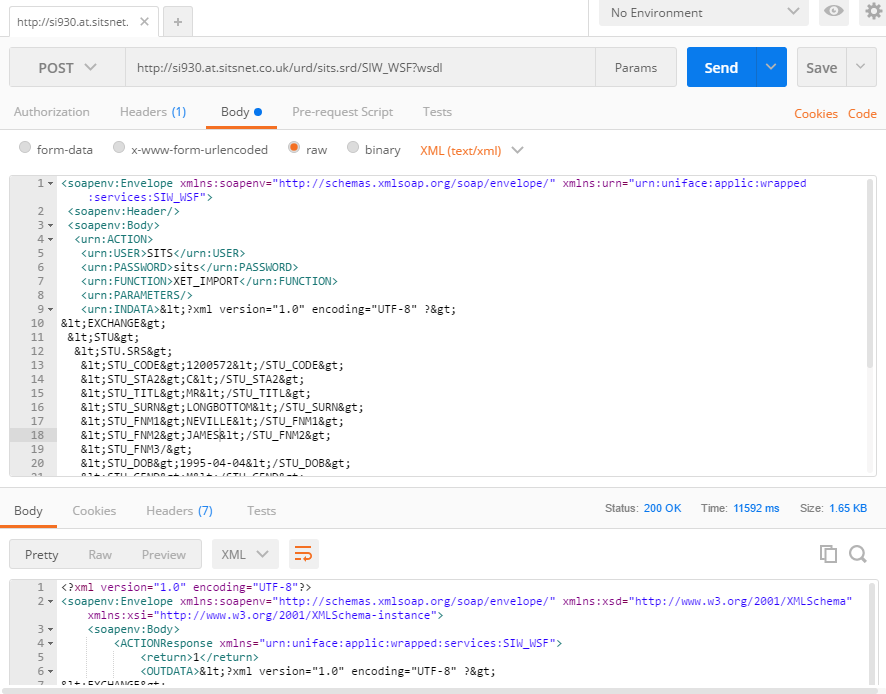 http://si930.at.sitsnet. ✕ +
No Environment
POST http://si930.at.sitsnet.co.uk/urd/sits.srd/SIW_WSF?wsdl Params Send Save
Authorization Headers (1) Body Pre-request Script Tests Cookies Code
form-data x-www-form-urlencoded raw binary XML (text/xml)
1 <soapenv:Envelope xmlns:soapenv="http://schemas.xmlsoap.org/soap/envelope/" xmlns:urn="urn:uniface:applic:wrapped
:services:SIW_WSF">
2 <soapenv:Header/>
3 <soapenv:Body>
4 <urn:ACTION>
5 <urn:USER>SITS</urn:USER>
6 <urn:PASSWORD>sits</urn:PASSWORD>
7 <urn:FUNCTION>XET_IMPORT</urn:FUNCTION>
8 <urn:PARAMETERS/>
9 <urn:INDATA>&lt;?xml version="1.0" encoding="UTF-8" ?&gt;
10 &lt;EXCHANGE&gt;
11 &lt;STU&gt;
12 &lt;STU.SRS&gt;
13 &lt;STU_CODE&gt;1200572&lt;/STU_CODE&gt;
14 &lt;STU_STA2&gt;C&lt;/STU_STA2&gt;
15 &lt;STU_TITL&gt;MR&lt;/STU_TITL&gt;
16 &lt;STU_SURN&gt;LONGBOTTOM&lt;/STU_SURN&gt;
17 &lt;STU_FNM1&gt;NEVILLE&lt;/STU_FNM1&gt;
18 &lt;STU_FNM2&gt;JAMES&lt;/STU_FNM2&gt;
19 &lt;STU_FNM3/&gt;
20 &lt;STU_DOB&gt;1995-04-04&lt;/STU_DOB&gt;
21 &lt;STU_GEND&gt;M&lt;/STU_GEND&gt;
Body Cookies Headers (7) Tests Status: 200 OK Time: 11592 ms Size: 1.65 KB
Pretty Raw Preview XML
1 <?xml version="1.0" encoding="UTF-8"?>
2 <soapenv:Envelope xmlns:soapenv="http://schemas.xmlsoap.org/soap/envelope/" xmlns:xsd="http://www.w3.org/2001/XMLSchema"
xmlns:xsi="http://www.w3.org/2001/XMLSchema-instance">
3 <soapenv:Body>
4 <ACTIONResponse xmlns="urn:uniface:applic:wrapped:services:SIW_WSF">
5 <return>1</return>
6 <OUTDATA>&lt;?xml version="1.0" encoding="UTF-8" ?&gt;
7 &lt;EXCHANGE&gt;